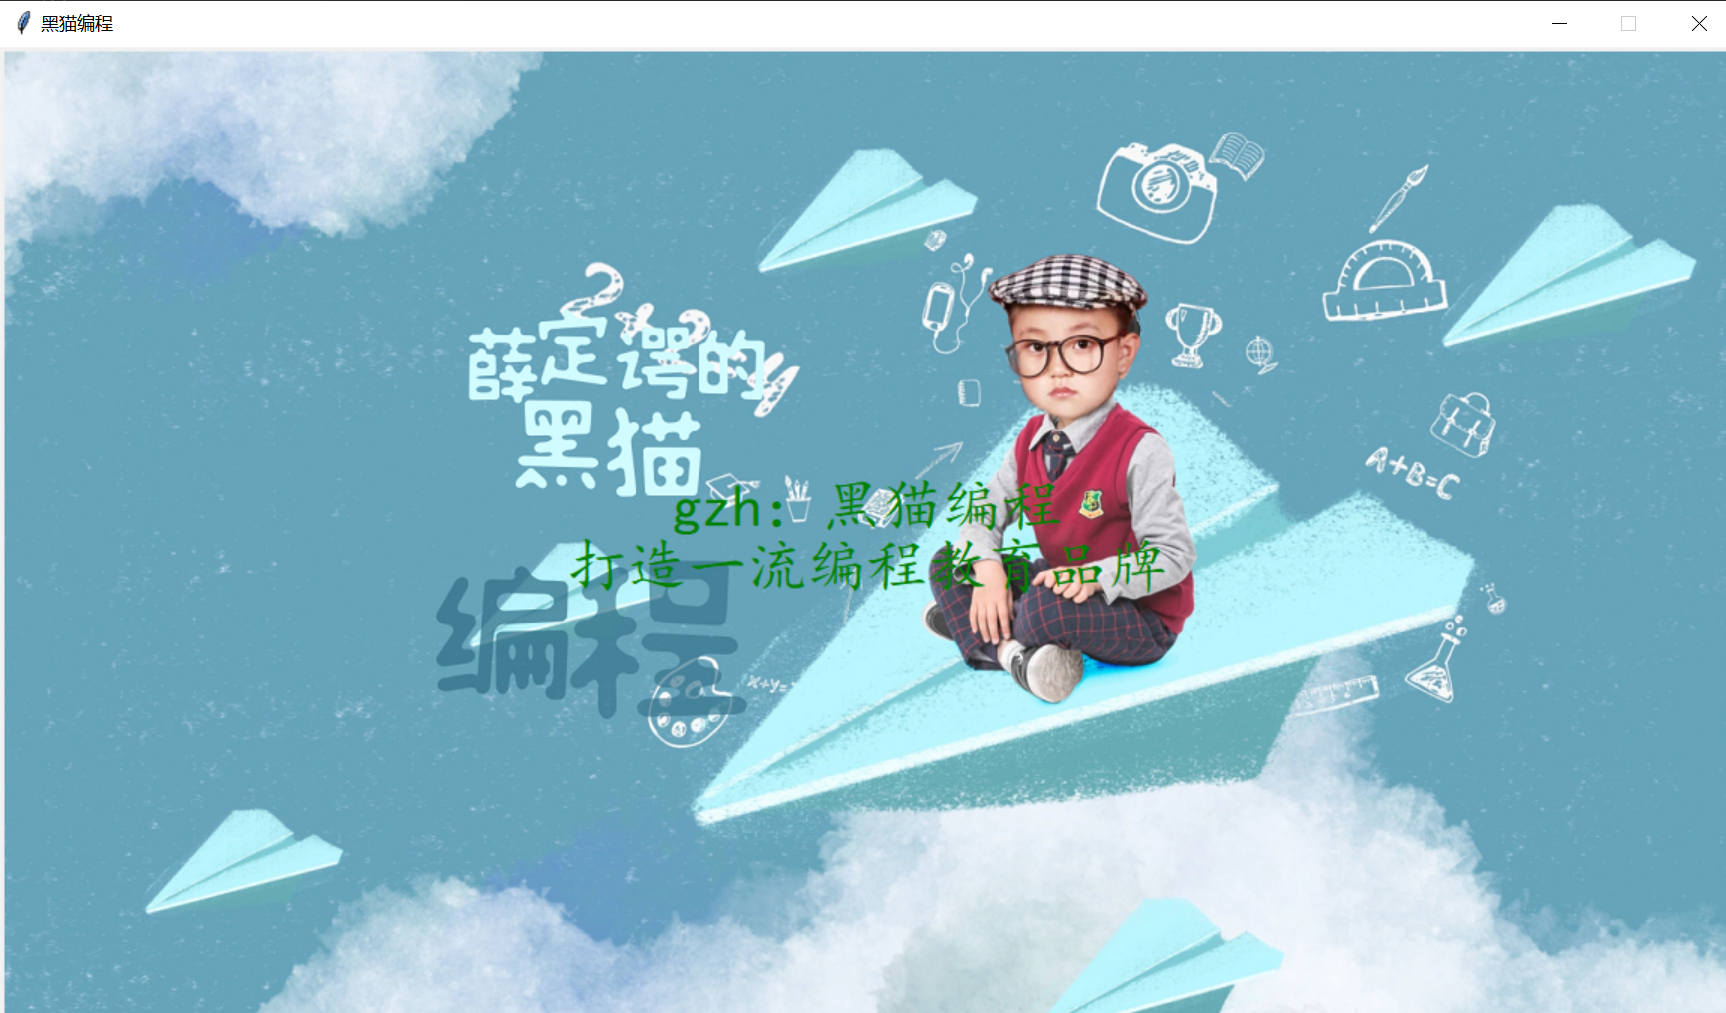 黑猫编程
薛定谔的
黑猫
A+B=C
gzh：黑猫编程
打造一流编程教育品牌
编程
x+y=